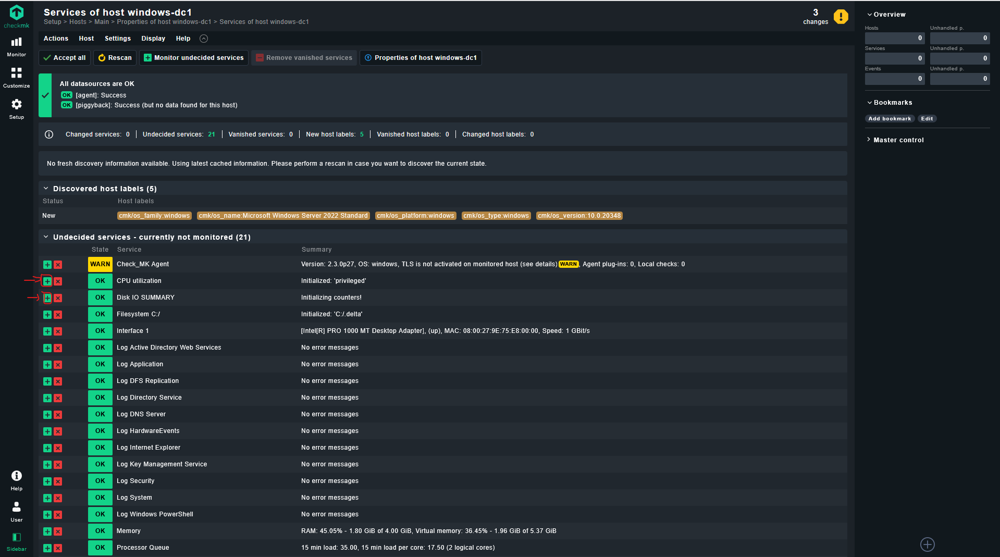 checkmk
Monitor
Customize
Setup
Help
User
Sidebar
Services of host windows-dc1
Setup > Hosts > Main > Properties of host windows-dc1 > Services of host windows-dc1
3
changes
Actions Host Settings Display Help
Accept all Rescan Monitor undecided services Remove vanished services Properties of host windows-dc1
All datasources are OK
OK [agent]: Success
OK [piggyback]: Success (but no data found for this host)
Changed services: 0 | Undecided services: 21 | Vanished services: 0 | New host labels: 5 | Vanished host labels: 0 | Changed host labels: 0
No fresh discovery information available. Using latest cached information. Please perform a rescan in case you want to discover the current state.
Discovered host labels (5)
Status Host labels
New cmk/os_family:windows cmk/os_name:Microsoft Windows Server 2022 Standard cmk/os_platform:windows cmk/os_type:windows cmk/os_version:10.0.20348
Undecided services - currently not monitored (21)
State Service Summary
WARN Check_MK Agent Version: 2.3.0p27, OS: windows, TLS is not activated on monitored host (see details) WARN, Agent plug-ins: 0, Local checks: 0
OK CPU utilization Initialized: 'privileged'
OK Disk IO SUMMARY Initializing counters!
OK Filesystem C:/ Initialized: 'C:/.delta'
OK Interface 1 [Intel[R] PRO 1000 MT Desktop Adapter], (up), MAC: 08:00:27:9E:75:E8:00:00, Speed: 1 GBit/s
OK Log Active Directory Web Services No error messages
OK Log Application No error messages
OK Log DFS Replication No error messages
OK Log Directory Service No error messages
OK Log DNS Server No error messages
OK Log HardwareEvents No error messages
OK Log Internet Explorer No error messages
OK Log Key Management Service No error messages
OK Log Security No error messages
OK Log System No error messages
OK Log Windows PowerShell No error messages
OK Memory RAM: 45.05% - 1.80 GiB of 4.00 GiB, Virtual memory: 36.45% - 1.96 GiB of 5.37 GiB
OK Processor Queue 15 min load: 35.00, 15 min load per core: 17.50 (2 logical cores)
Overview
Hosts Unhandled p.
0 0
Services Unhandled p.
0 0
Events Unhandled p.
0 0
Bookmarks
Add bookmark Edit
Master control